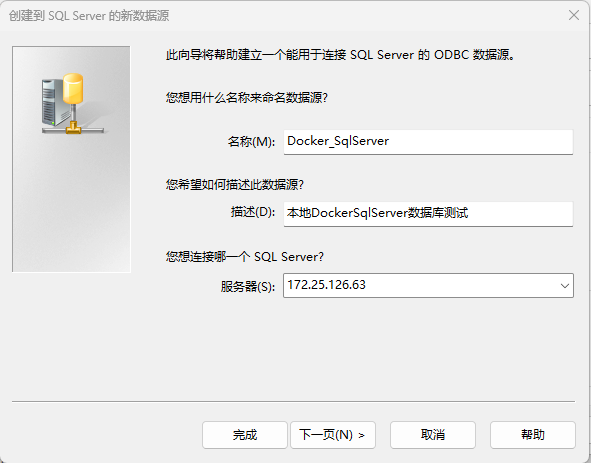 创建到 SQL Server 的新数据源
此向导将帮助建立一个能用于连接 SQL Server 的 ODBC 数据源。
您想用什么名称来命名数据源?
名称(M): Docker_SqlServer
您希望如何描述此数据源?
描述(D): 本地DockerSqlServer数据库测试
您想连接哪一个 SQL Server?
服务器(S): 172.25.126.63
完成 下一页(N) > 取消 帮助